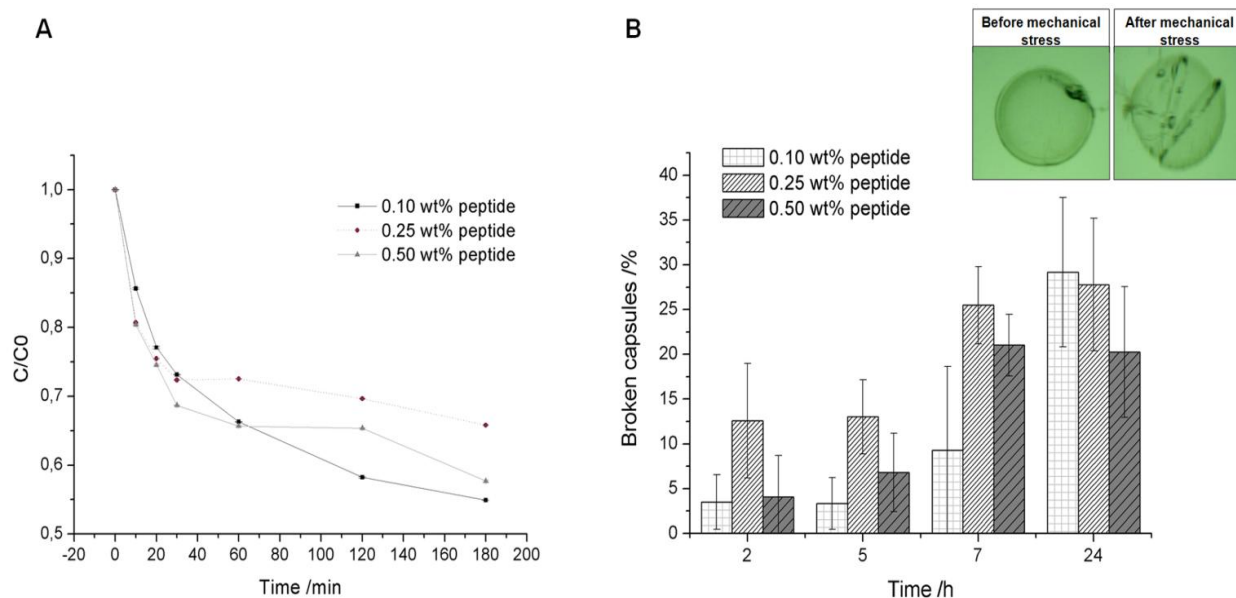 A
1,0
0,9
0,8
0,7
0,6
0,5
C/C0
-20 0 20 40 60 80 100 120 140 160 180 200
Time /min
0.10 wt% peptide
0.25 wt% peptide
0.50 wt% peptide
B
Before mechanical
stress
After mechanical
stress
0.10 wt% peptide
0.25 wt% peptide
0.50 wt% peptide
40
35
30
25
20
15
10
5
0
Broken capsules /%
2 5 7 24
Time /h